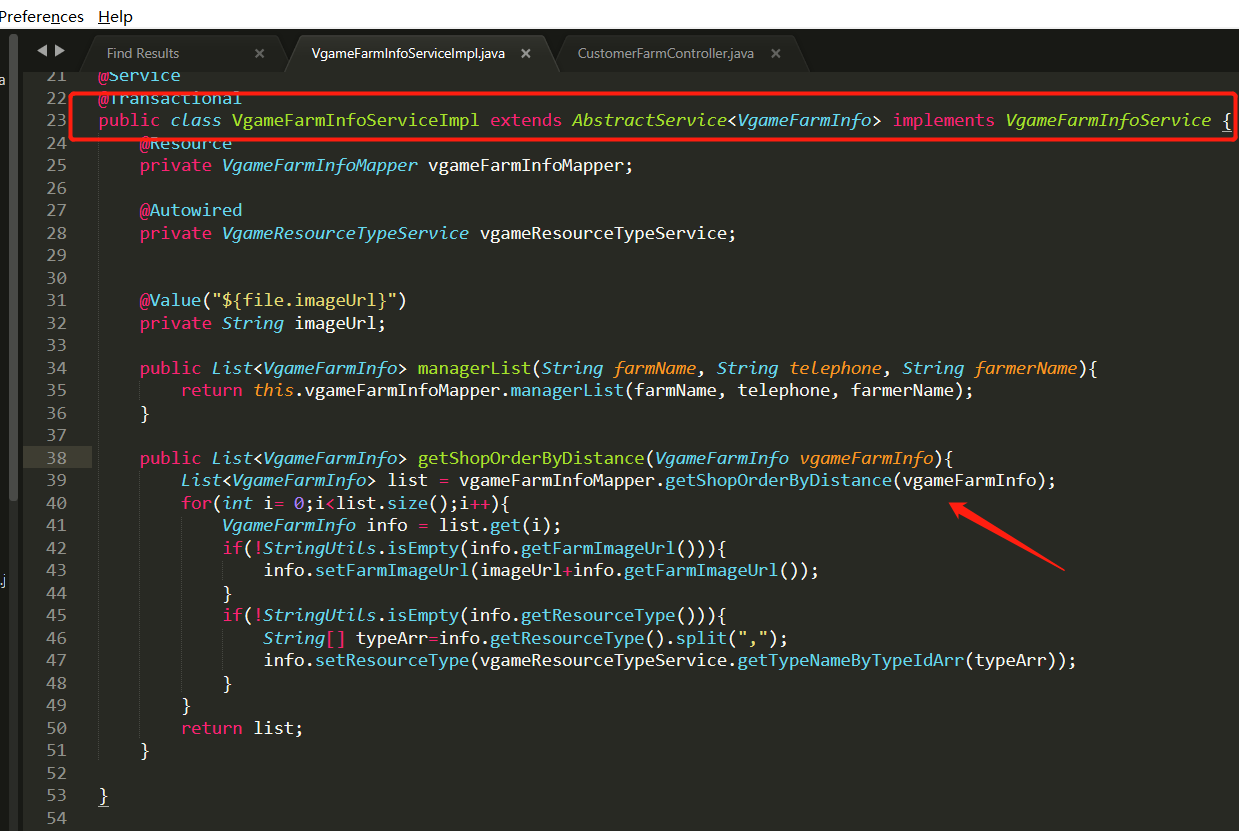 Preferences Help
Find Results × VgameFarmInfoServiceImpl.java × CustomerFarmController.java ×
a
21 @Service
22 @Transactional
23 public class VgameFarmInfoServiceImpl extends AbstractService<VgameFarmInfo> implements VgameFarmInfoService {
24     @Resource
25     private VgameFarmInfoMapper vgameFarmInfoMapper;
26
27     @Autowired
28     private VgameResourceTypeService vgameResourceTypeService;
29
30
31     @Value("${file.imageUrl}")
32     private String imageUrl;
33
34     public List<VgameFarmInfo> managerList(String farmName, String telephone, String farmerName){
35         return this.vgameFarmInfoMapper.managerList(farmName, telephone, farmerName);
36     }
37
38     public List<VgameFarmInfo> getShopOrderByDistance(VgameFarmInfo vgameFarmInfo){
39         List<VgameFarmInfo> list = vgameFarmInfoMapper.getShopOrderByDistance(vgameFarmInfo);
40         for(int i= 0;i<list.size();i++){
41             VgameFarmInfo info = list.get(i);
42             if(!StringUtils.isEmpty(info.getFarmImageUrl())){
43                 info.setFarmImageUrl(imageUrl+info.getFarmImageUrl());
44             }
.j
45             if(!StringUtils.isEmpty(info.getResourceType())){
46                 String[] typeArr=info.getResourceType().split(",");
47                 info.setResourceType(vgameResourceTypeService.getTypeNameByTypeIdArr(typeArr));
48             }
49         }
50         return list;
51     }
52
53 }
54